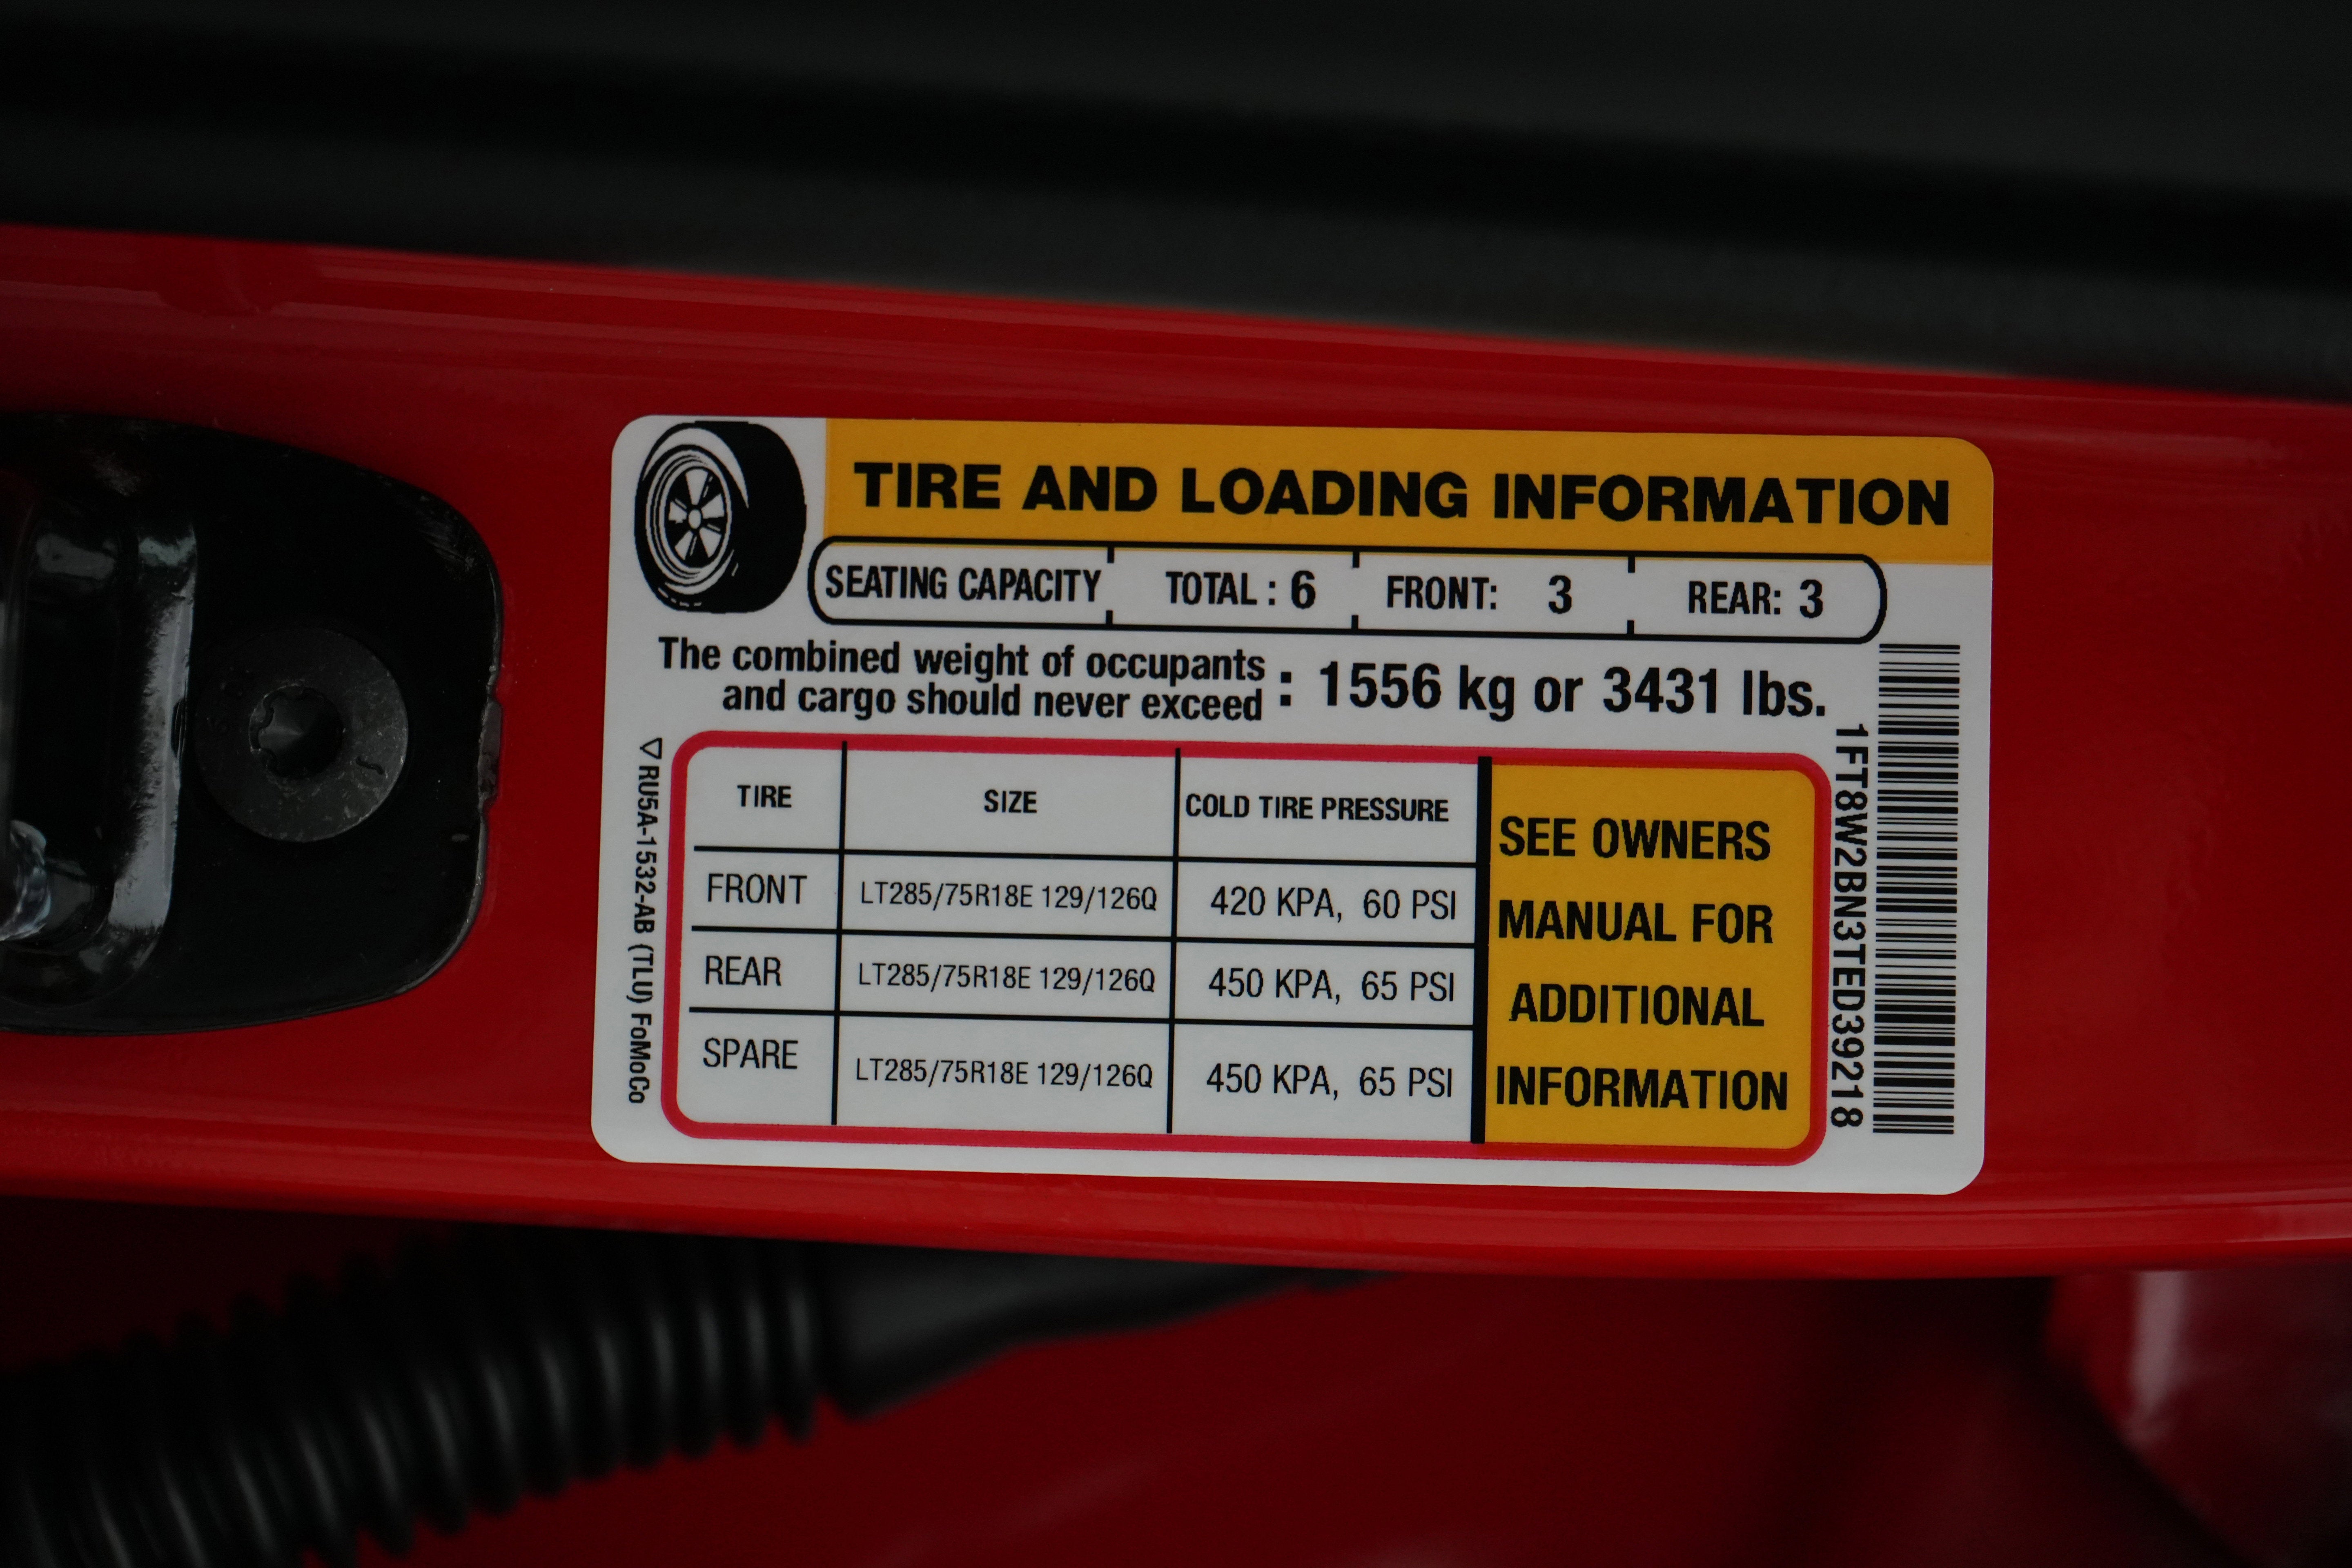 TIRE AND LOADING INFORMATION
SEATING CAPACITY TOTAL : 6 FRONT: 3 REAR: 3
The combined weight of occupants
and cargo should never exceed : 1556 kg or 3431 lbs.
TIRE SIZE COLD TIRE PRESSURE
FRONT LT285/75R18E 129/126Q 420 KPA, 60 PSI
REAR LT285/75R18E 129/126Q 450 KPA, 65 PSI
SPARE LT285/75R18E 129/126Q 450 KPA, 65 PSI
SEE OWNERS
MANUAL FOR
ADDITIONAL
INFORMATION
RU5A-1532-AB (TLU) FoMoCo
1FT8W2BN3TED39218